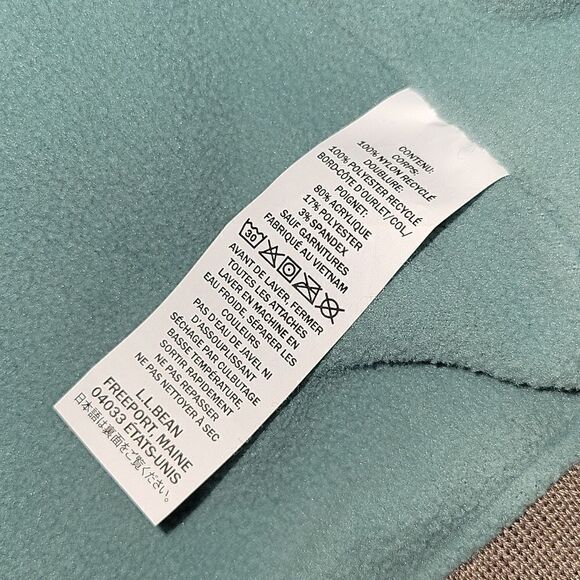 CONTENU:
CORPS:
100% NYLON RECYCLÉ
DOUBLURE:
100% POLYESTER RECYCLÉ
BORD-CÔTE D'OURLET/COL/
POIGNET:
80% ACRYLIQUE
17% POLYESTER
3% SPANDEX
SAUF GARNITURES
FABRIQUÉ AU VIETNAM
30
AVANT DE LAVER, FERMER
TOUTES LES ATTACHES
LAVER EN MACHINE EN
EAU FROIDE SÉPARER LES
COULEURS
PAS D'EAU DE JAVEL NI
D'ASSOUPLISSANT
SÉCHAGE PAR CULBUTAGE
BASSE TEMPÉRATURE,
SORTIR RAPIDEMENT
NE PAS REPASSER
NE PAS NETTOYER À SEC
L.L.BEAN
FREEPORT, MAINE
04033 ÉTATS-UNIS
日本語は裏面をご覧ください。